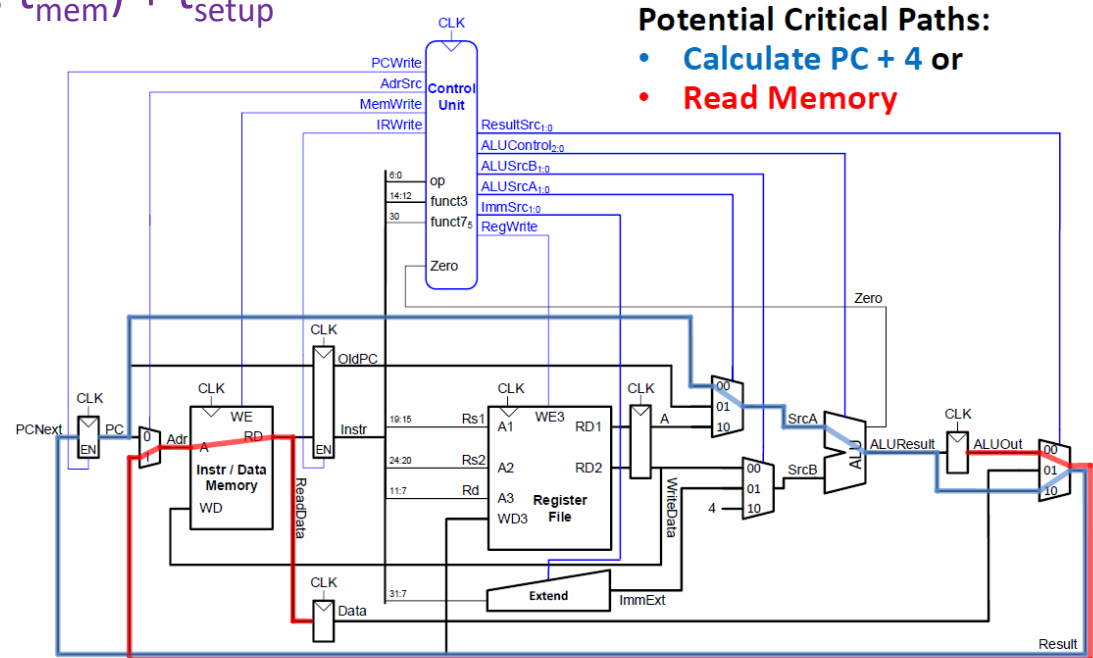 t_mem) + t_setup
Potential Critical Paths:
• Calculate PC + 4 or
• Read Memory
CLK
PCWrite
AdrSrc
MemWrite
IRWrite
Control
Unit
ResultSrc1:0
ALUControl2:0
ALUSrcB1:0
ALUSrcA1:0
ImmSrc1:0
RegWrite
6:0
op
14:12
funct3
30
funct75
Zero
Zero
CLK
OldPC
CLK
CLK
CLK
CLK
CLK
PCNext
PC
EN
0
1
Adr
A
WE
RD
Instr / Data
Memory
WD
ReadData
EN
Instr
19:15
Rs1
A1
WE3
RD1
24:20
Rs2
A2
RD2
11:7
Rd
A3
WD3
Register
File
A
WriteData
00
01
10
SrcA
00
01
4
10
SrcB
ALU
ALUResult
ALUOut
00
01
10
CLK
Data
31:7
Extend
ImmExt
Result